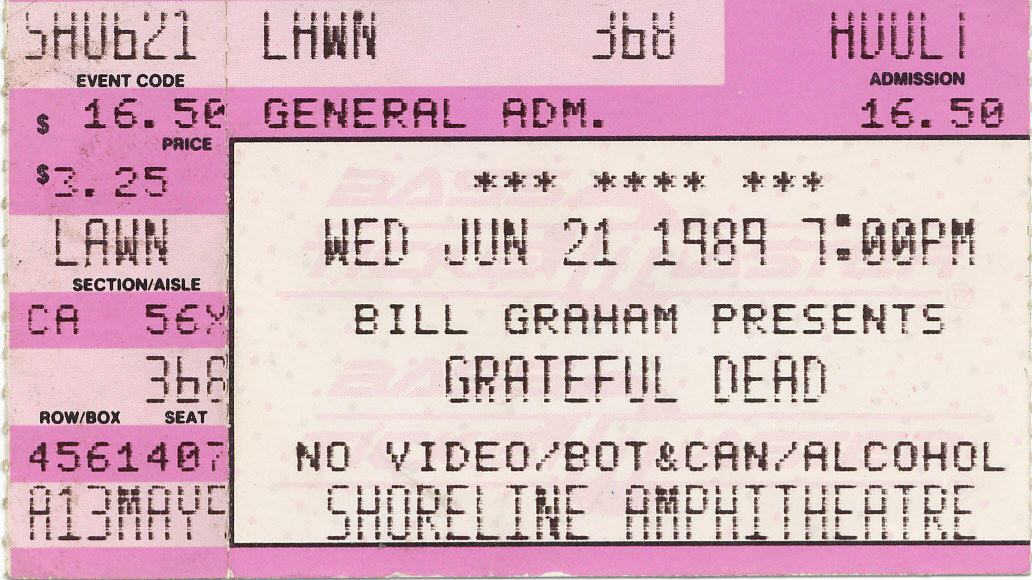 SHU621 LAWN 368 ADULT
EVENT CODE ADMISSION
$ 16.50 GENERAL ADM. 16.50
PRICE
$3.25
*** **** ***
LAWN WED JUN 21 1989 7:00PM
SECTION/AISLE
CA 56X BILL GRAHAM PRESENTS
368 GRATEFUL DEAD
ROW/BOX SEAT
4561407 NO VIDEO/BOT&CAN/ALCOHOL
A13MAY SHORELINE AMPHITHEATRE